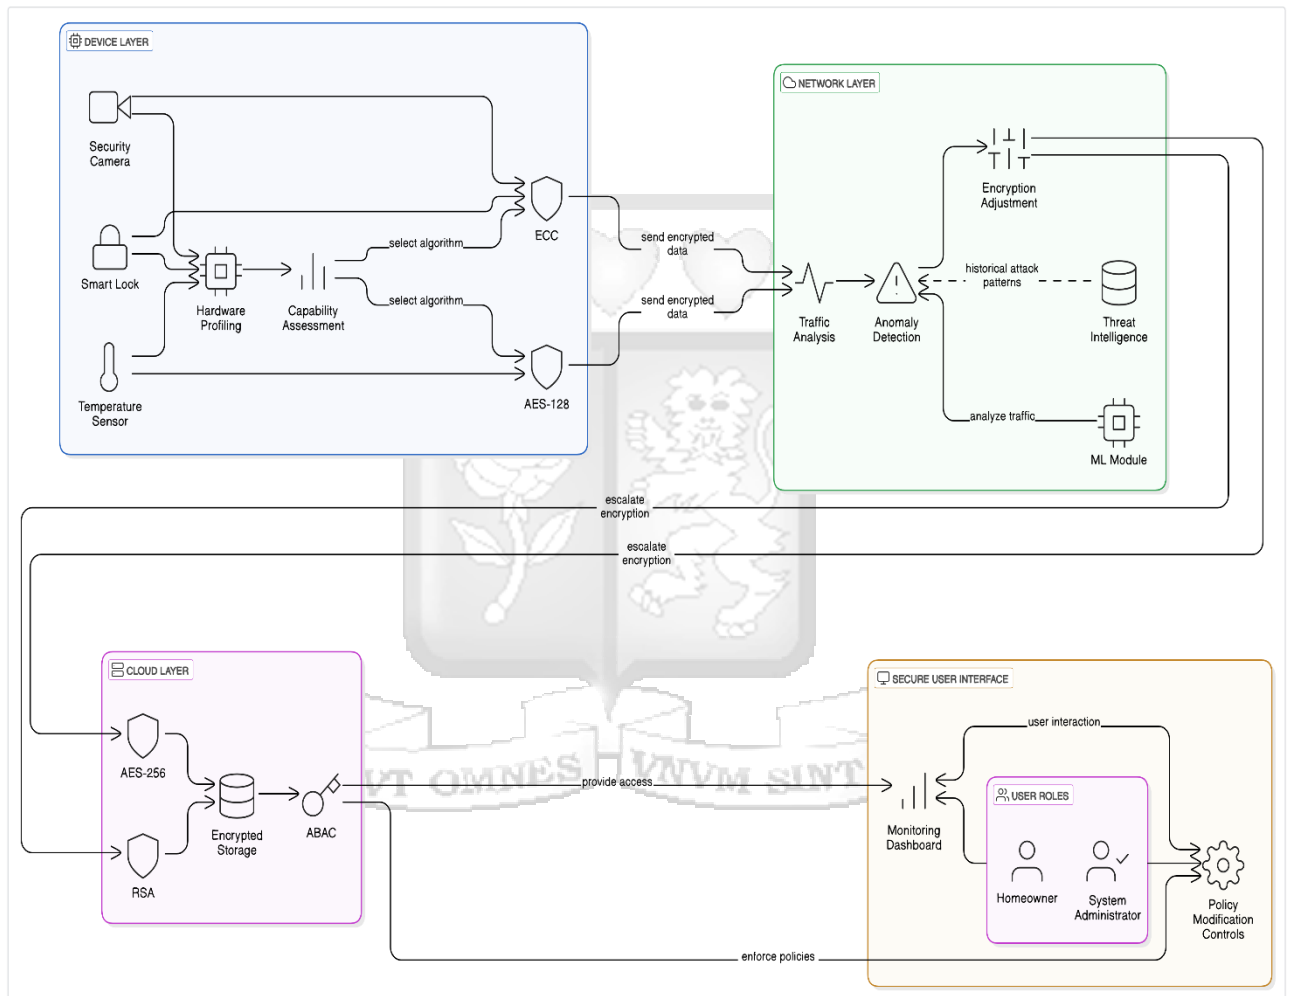 DEVICE LAYER
Security
Camera
Smart Lock
Temperature
Sensor
Hardware
Profiling
Capability
Assessment
select algorithm
select algorithm
ECC
AES-128
send encrypted
data
send encrypted
data
NETWORK LAYER
Encryption
Adjustment
Traffic
Analysis
Anomaly
Detection
historical attack
patterns
Threat
Intelligence
analyze traffic
ML Module
escalate
encryption
escalate
encryption
CLOUD LAYER
AES-256
RSA
Encrypted
Storage
ABAC
provide access
enforce policies
SECURE USER INTERFACE
user interaction
Monitoring
Dashboard
USER ROLES
Homeowner
System
Administrator
Policy
Modification
Controls
VT OMNES VNVM SINT